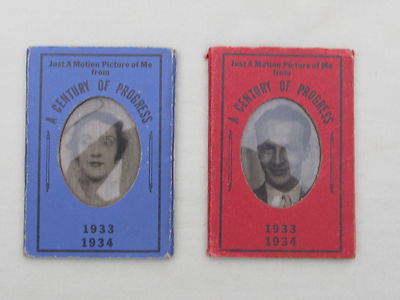 Just A Motion Picture of Me
from
A CENTURY OF PROGRESS
1933
1934
Just A Motion Picture of Me
from
A CENTURY OF PROGRESS
1933
1934